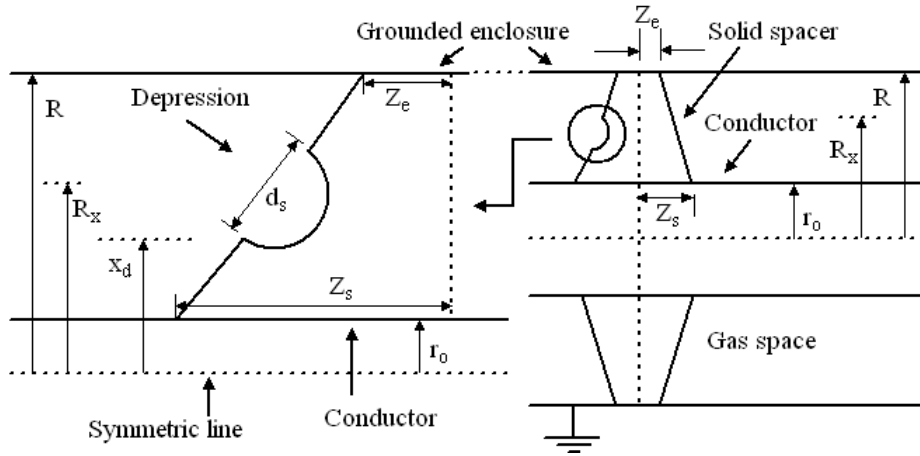 Grounded enclosure
Z_e
Solid spacer
R
Depression
Z_e
d_s
R_x
x_d
Z_s
r_o
Symmetric line
Conductor
Conductor
R
R_x
Z_s
r_o
Gas space